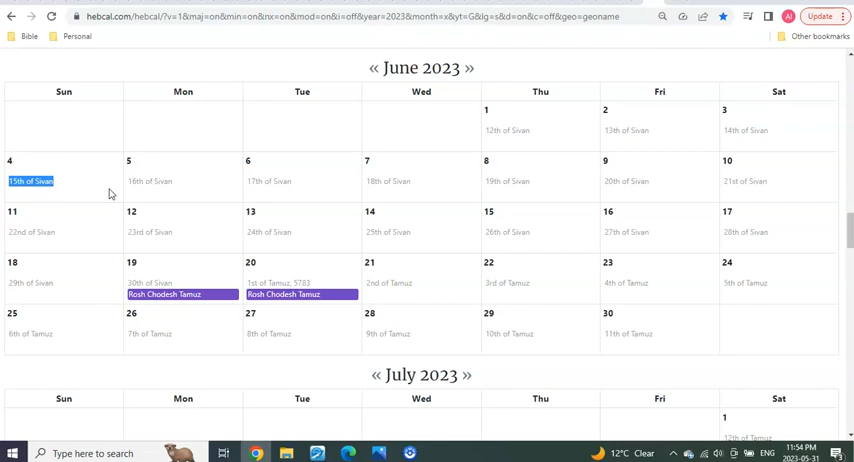 hebcal.com/hebcal/?v=1&maj=on&min=on&nx=on&mod=on&i=off&year=2023&month=x&yt=G&lg=s&d=on&c=off&geo=geoname
AI
Update
Bible
Personal
Other bookmarks
« June 2023 »
Sun Mon Tue Wed Thu Fri Sat
1 2 3
12th of Sivan 13th of Sivan 14th of Sivan
4 5 6 7 8 9 10
15th of Sivan 16th of Sivan 17th of Sivan 18th of Sivan 19th of Sivan 20th of Sivan 21st of Sivan
11 12 13 14 15 16 17
22nd of Sivan 23rd of Sivan 24th of Sivan 25th of Sivan 26th of Sivan 27th of Sivan 28th of Sivan
18 19 20 21 22 23 24
29th of Sivan 30th of Sivan 1st of Tamuz, 5783 2nd of Tamuz 3rd of Tamuz 4th of Tamuz 5th of Tamuz
Rosh Chodesh Tamuz Rosh Chodesh Tamuz
25 26 27 28 29 30
6th of Tamuz 7th of Tamuz 8th of Tamuz 9th of Tamuz 10th of Tamuz 11th of Tamuz
« July 2023 »
Sun Mon Tue Wed Thu Fri Sat
1
12th of Tamuz
Type here to search
12°C Clear
ENG
11:54 PM
2023-05-31
3